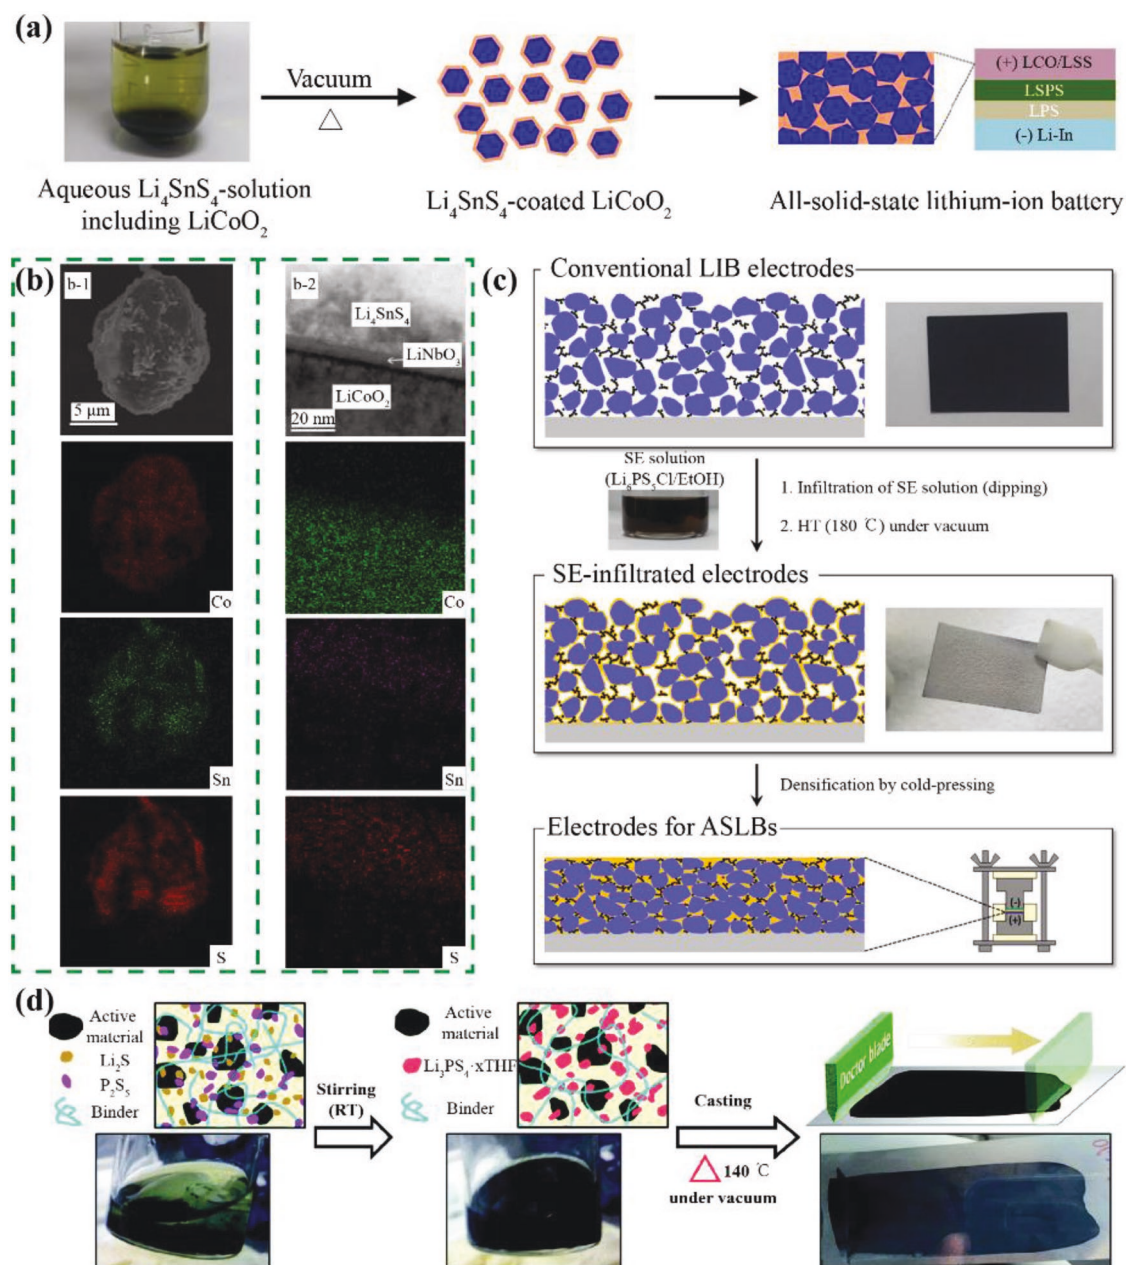 (a)
Vacuum
△
(+) LCO/LSS
LSPS
LPS
(-) Li-In
Aqueous Li₄SnS₄-solution
including LiCoO₂
Li₄SnS₄-coated LiCoO₂
All-solid-state lithium-ion battery
(b)
b-1
5 μm
Co
Sn
S
b-2
Li₄SnS₄
LiNbO₃
LiCoO₂
20 nm
Co
Sn
S
(c)
Conventional LIB electrodes
SE solution
(Li₆PS₅Cl/EtOH)
1. Infiltration of SE solution (dipping)
2. HT (180 ℃) under vacuum
SE-infiltrated electrodes
Densification by cold-pressing
Electrodes for ASLBs
(-)
(+)
(d)
Active
material
Li₂S
P₂S₅
Binder
Stirring
(RT)
Active
material
Li₃PS₄·xTHF
Binder
Casting
△ 140 ℃
under vacuum
Doctor blade